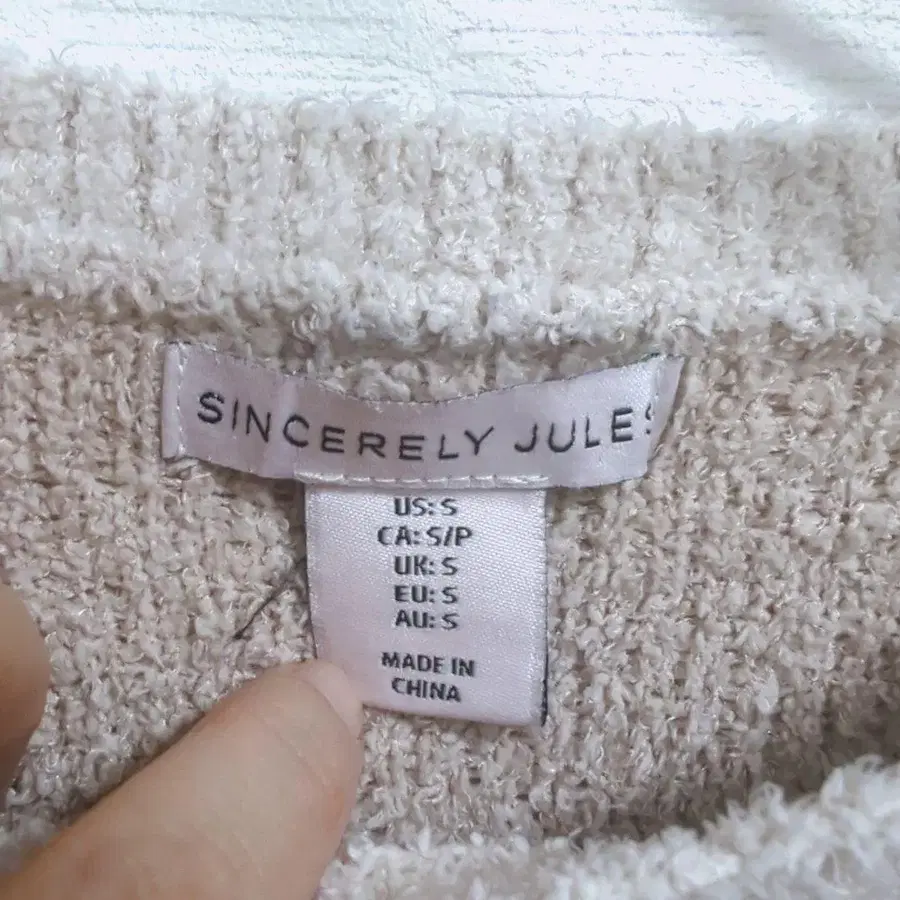 SINCERELY JULES
US: S
CA: S/P
UK: S
EU: S
AU: S
MADE IN
CHINA